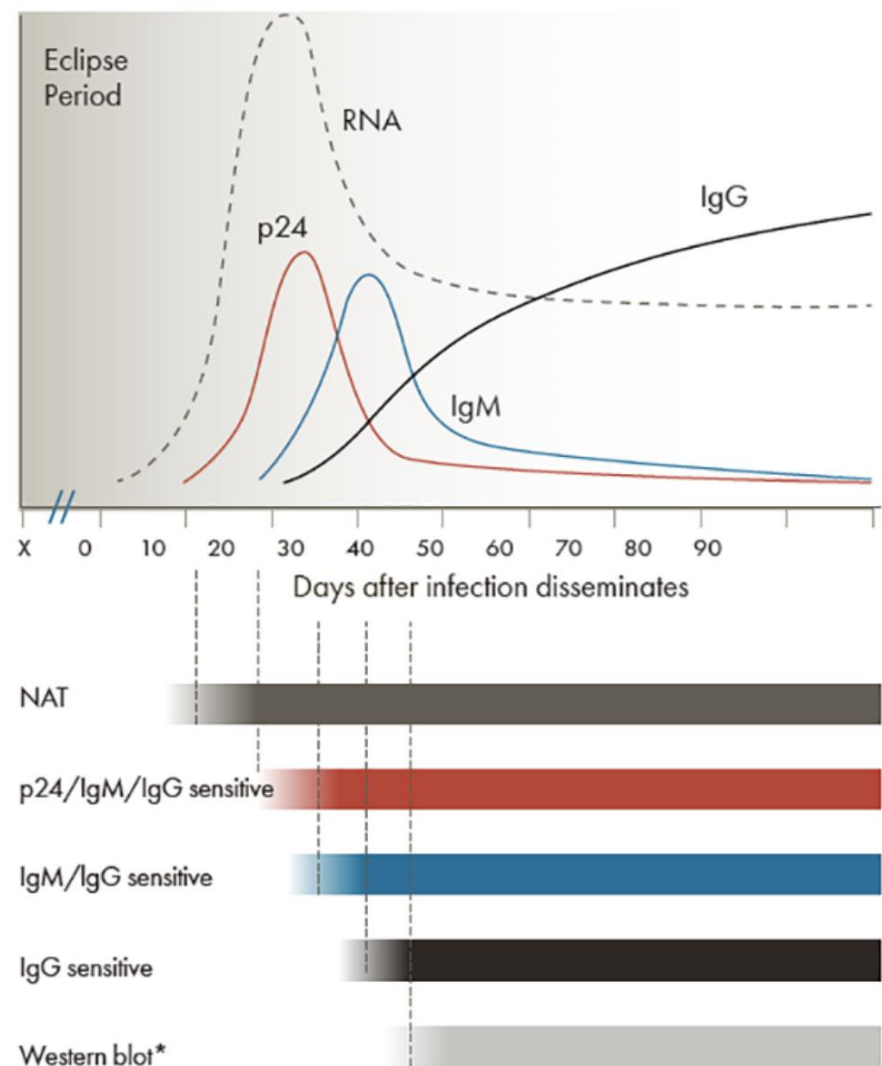 Eclipse
Period
RNA
p24
IgG
IgM
X 0 10 20 30 40 50 60 70 80 90
Days after infection disseminates
NAT
p24/IgM/IgG sensitive
IgM/IgG sensitive
IgG sensitive
Western blot*